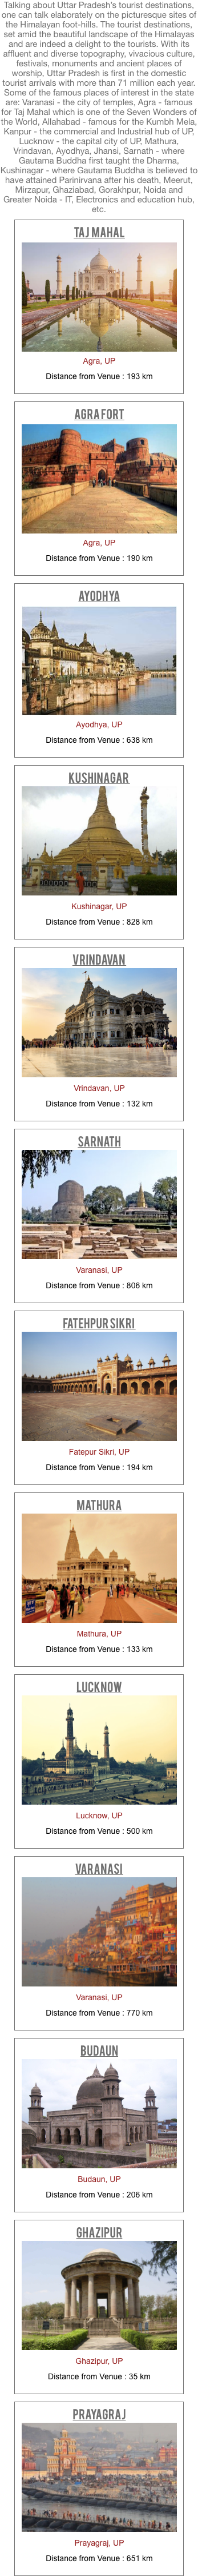 Talking about Uttar Pradesh's tourist destinations,
one can talk elaborately on the picturesque sites of
the Himalayan foot-hills. The tourist destinations,
set amid the beautiful landscape of the Himalayas
and are indeed a delight to the tourists. With its
affluent and diverse topography, vivacious culture,
festivals, monuments and ancient places of
worship, Uttar Pradesh is first in the domestic
tourist arrivals with more than 71 million each year.
Some of the famous places of interest in the state
are: Varanasi - the city of temples, Agra - famous
for Taj Mahal which is one of the Seven Wonders of
the World, Allahabad - famous for the Kumbh Mela,
Kanpur - the commercial and Industrial hub of UP,
Lucknow - the capital city of UP, Mathura,
Vrindavan, Ayodhya, Jhansi, Sarnath - where
Gautama Buddha first taught the Dharma,
Kushinagar - where Gautama Buddha is believed to
have attained Parinirvana after his death, Meerut,
Mirzapur, Ghaziabad, Gorakhpur, Noida and
Greater Noida - IT, Electronics and education hub,
etc.
TAJ MAHAL
Agra, UP
Distance from Venue : 193 km
AGRA FORT
Agra, UP
Distance from Venue : 190 km
AYODHYA
Ayodhya, UP
Distance from Venue : 638 km
KUSHINAGAR
Kushinagar, UP
Distance from Venue : 828 km
VRINDAVAN
Vrindavan, UP
Distance from Venue : 132 km
SARNATH
Varanasi, UP
Distance from Venue : 806 km
FATEHPUR SIKRI
Fatepur Sikri, UP
Distance from Venue : 194 km
MATHURA
Mathura, UP
Distance from Venue : 133 km
LUCKNOW
Lucknow, UP
Distance from Venue : 500 km
VARANASI
Varanasi, UP
Distance from Venue : 770 km
BUDAUN
Budaun, UP
Distance from Venue : 206 km
GHAZIPUR
Ghazipur, UP
Distance from Venue : 35 km
PRAYAGRAJ
Prayagraj, UP
Distance from Venue : 651 km